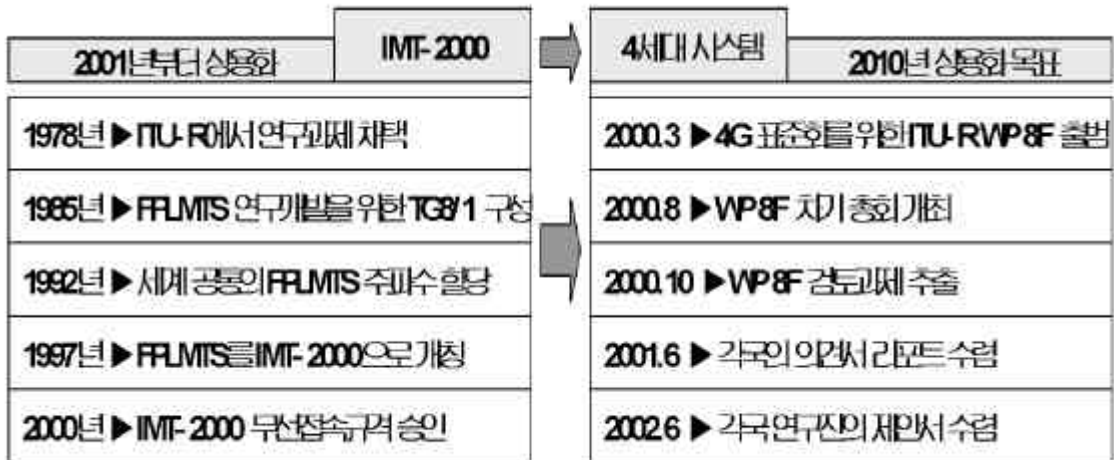 2001년부터 상용화
IMT-2000
4세대 시스템
2010년 상용화 목표
1978년 ▶ ITU-R에서 연구과제 채택
1985년 ▶ FPLMTS 연구개발을 위한 TG8/1 구성
1992년 ▶ 세계 공통의 FPLMTS 주파수 할당
1997년 ▶ FPLMTS를 IMT-2000으로 개칭
2000년 ▶ IMT-2000 무선접속규격 승인
2000.3 ▶ 4G 표준화를 위한 ITU-R WP 8F 출범
2000.8 ▶ WP 8F 차기 총회 개최
2000.10 ▶ WP 8F 검토과제 추출
2001.6 ▶ 각국의 의견서 리포트 수렴
2002.6 ▶ 각국 연구진의 제안서 수렴